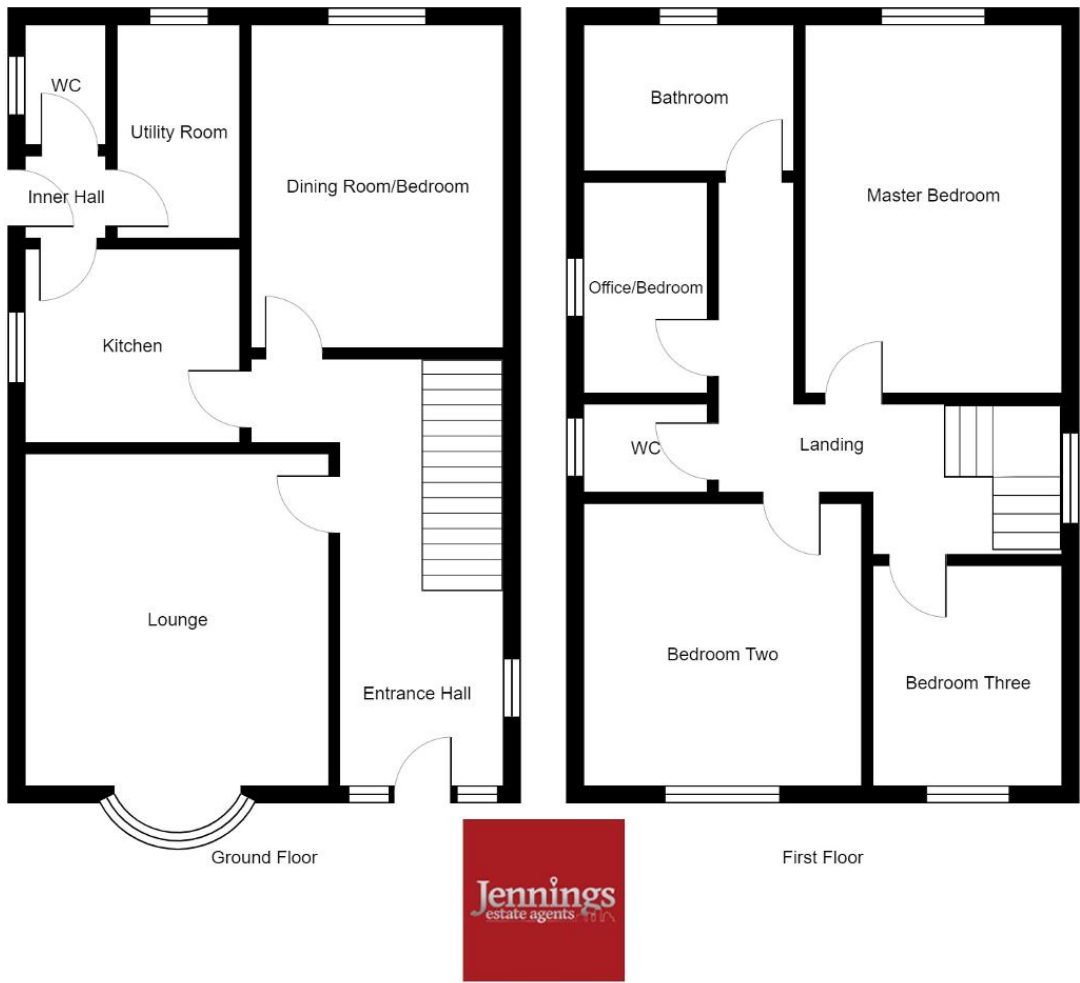 WC
Utility Room
Inner Hall
Dining Room/Bedroom
Kitchen
Lounge
Entrance Hall
Ground Floor
Bathroom
Master Bedroom
Office/Bedroom
WC
Landing
Bedroom Two
Bedroom Three
First Floor
Jennings
estate agents